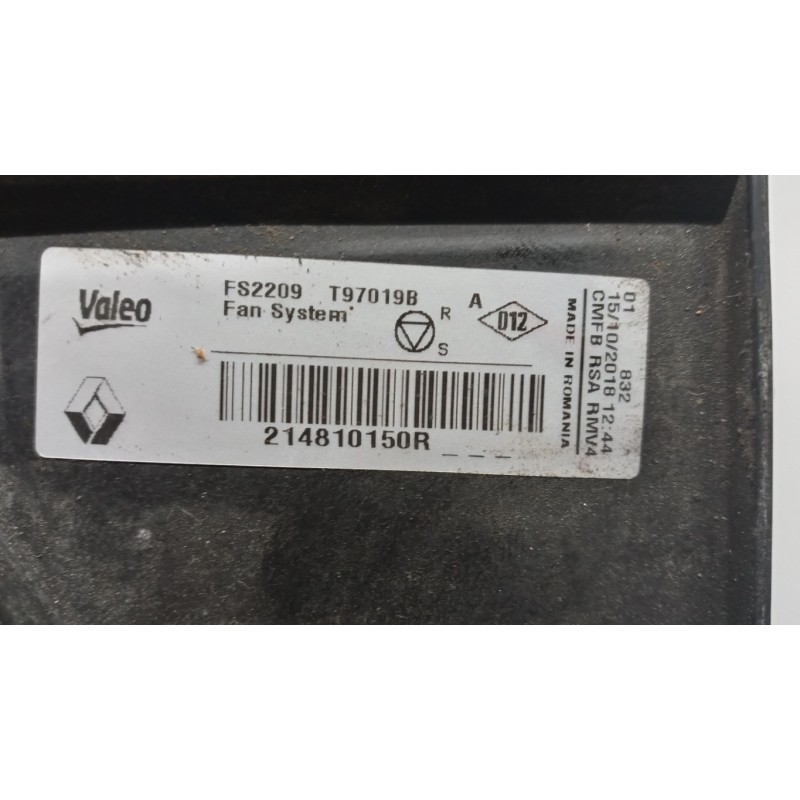 Valeo
FS2209 T97019B
Fan System
R
S
A
D12
214810150R _ _ _
MADE IN ROMANIA
01 832
15/10/2018 12:44
CMFB RSA RMV4